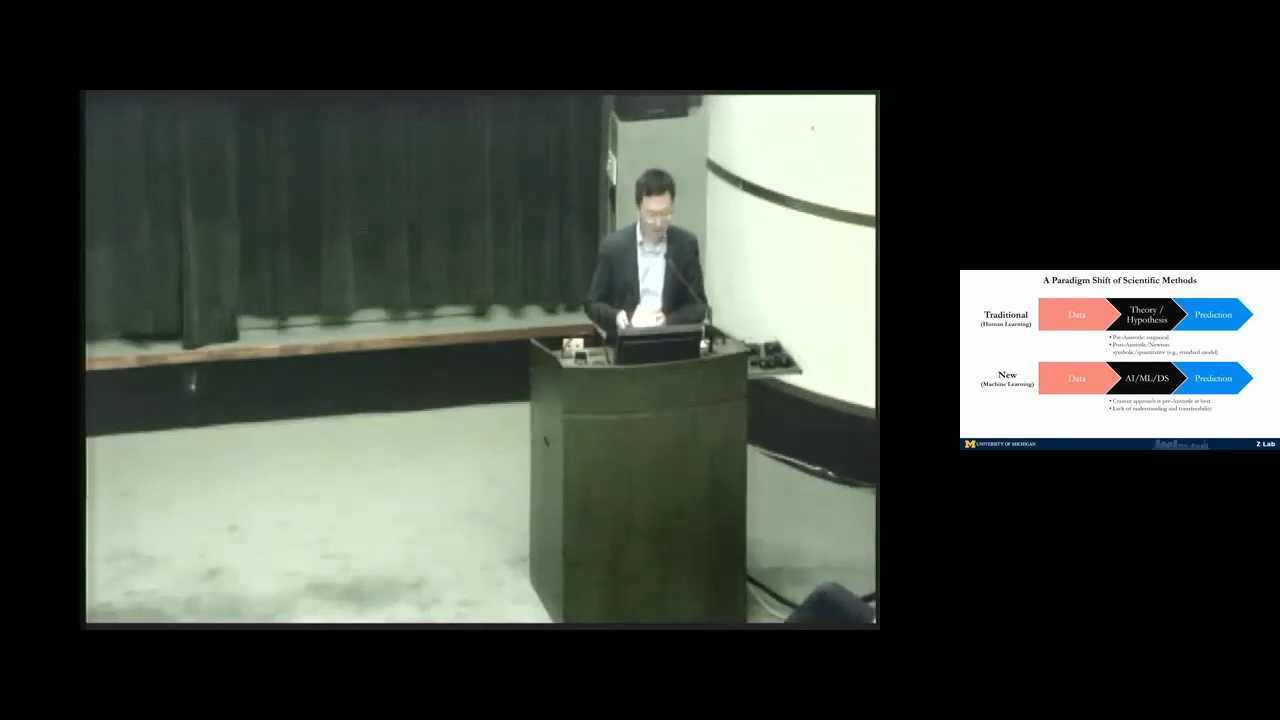 A Paradigm Shift of Scientific Methods
Traditional
(Human Learning)
Data
Theory /
Hypothesis
Prediction
• Pre-Aristotle: empirical
• Post-Aristotle/Newton:
symbolic/quantitative (e.g., standard model)
New
(Machine Learning)
Data
AI/ML/DS
Prediction
• Current approach is pre-Aristotle at best.
• Lack of understanding and transferability
M UNIVERSITY OF MICHIGAN
Z Lab